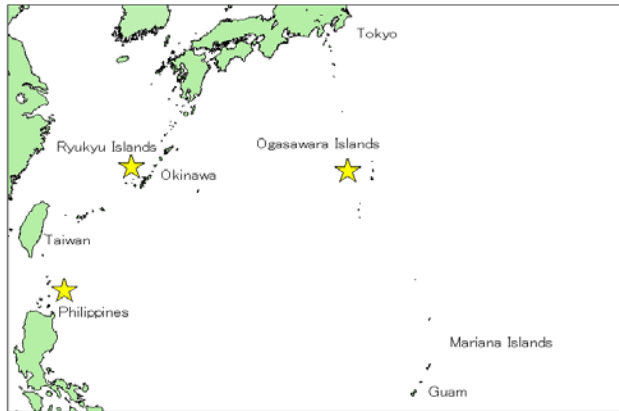 Tokyo
Ryukyu Islands
Ogasawara Islands
Okinawa
Taiwan
Philippines
Mariana Islands
Guam